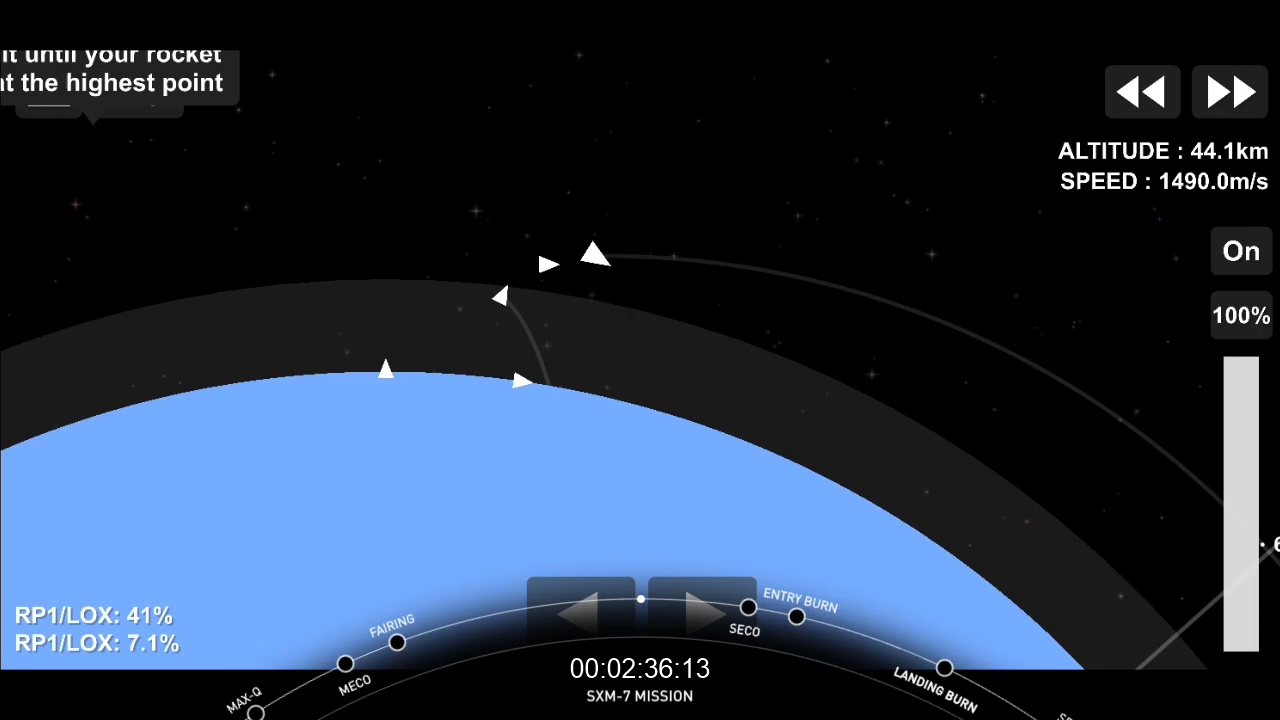 it until your rocket
at the highest point
ALTITUDE : 44.1km
SPEED : 1490.0m/s
On
100%
RP1/LOX: 41%
RP1/LOX: 7.1%
MAX-Q
MECO
FAIRING
SECO
ENTRY BURN
LANDING BURN
00:02:36:13
SXM-7 MISSION